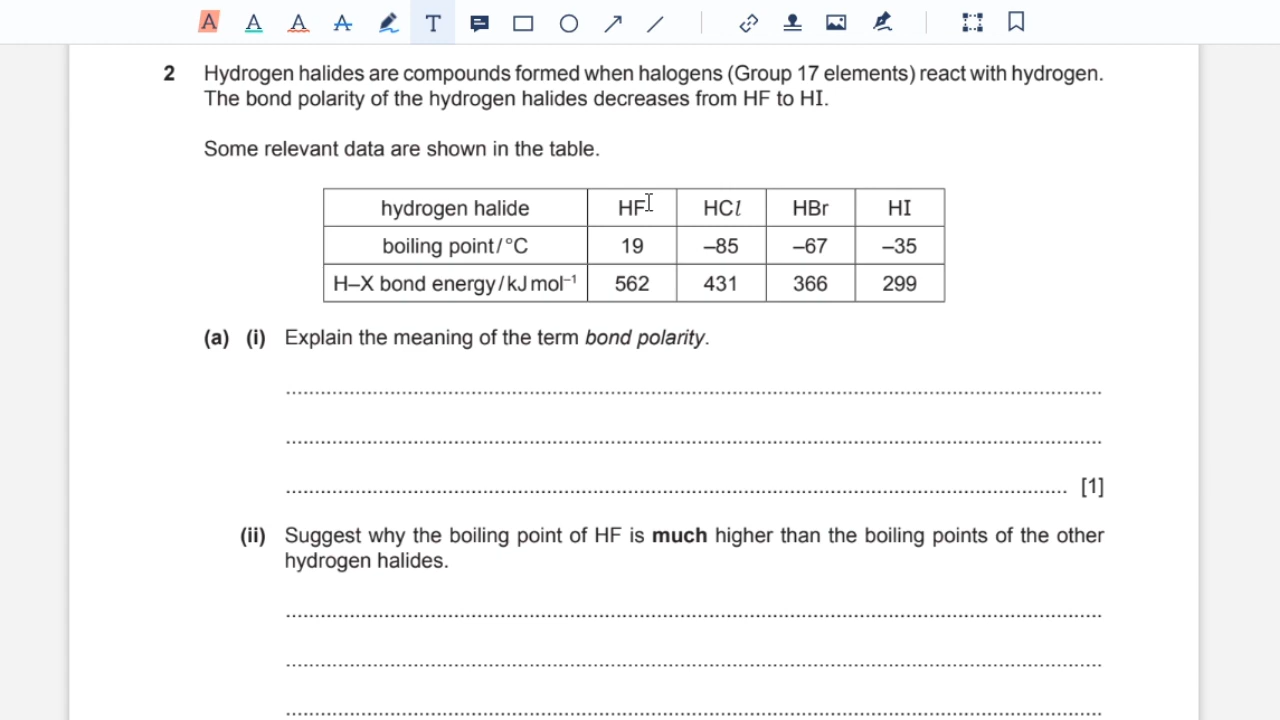 2 Hydrogen halides are compounds formed when halogens (Group 17 elements) react with hydrogen.
The bond polarity of the hydrogen halides decreases from HF to HI.
Some relevant data are shown in the table.
hydrogen halide HF HCl HBr HI
boiling point/°C 19 –85 –67 –35
H–X bond energy/kJ mol⁻¹ 562 431 366 299
(a) (i) Explain the meaning of the term bond polarity.
[1]
(ii) Suggest why the boiling point of HF is much higher than the boiling points of the other
hydrogen halides.